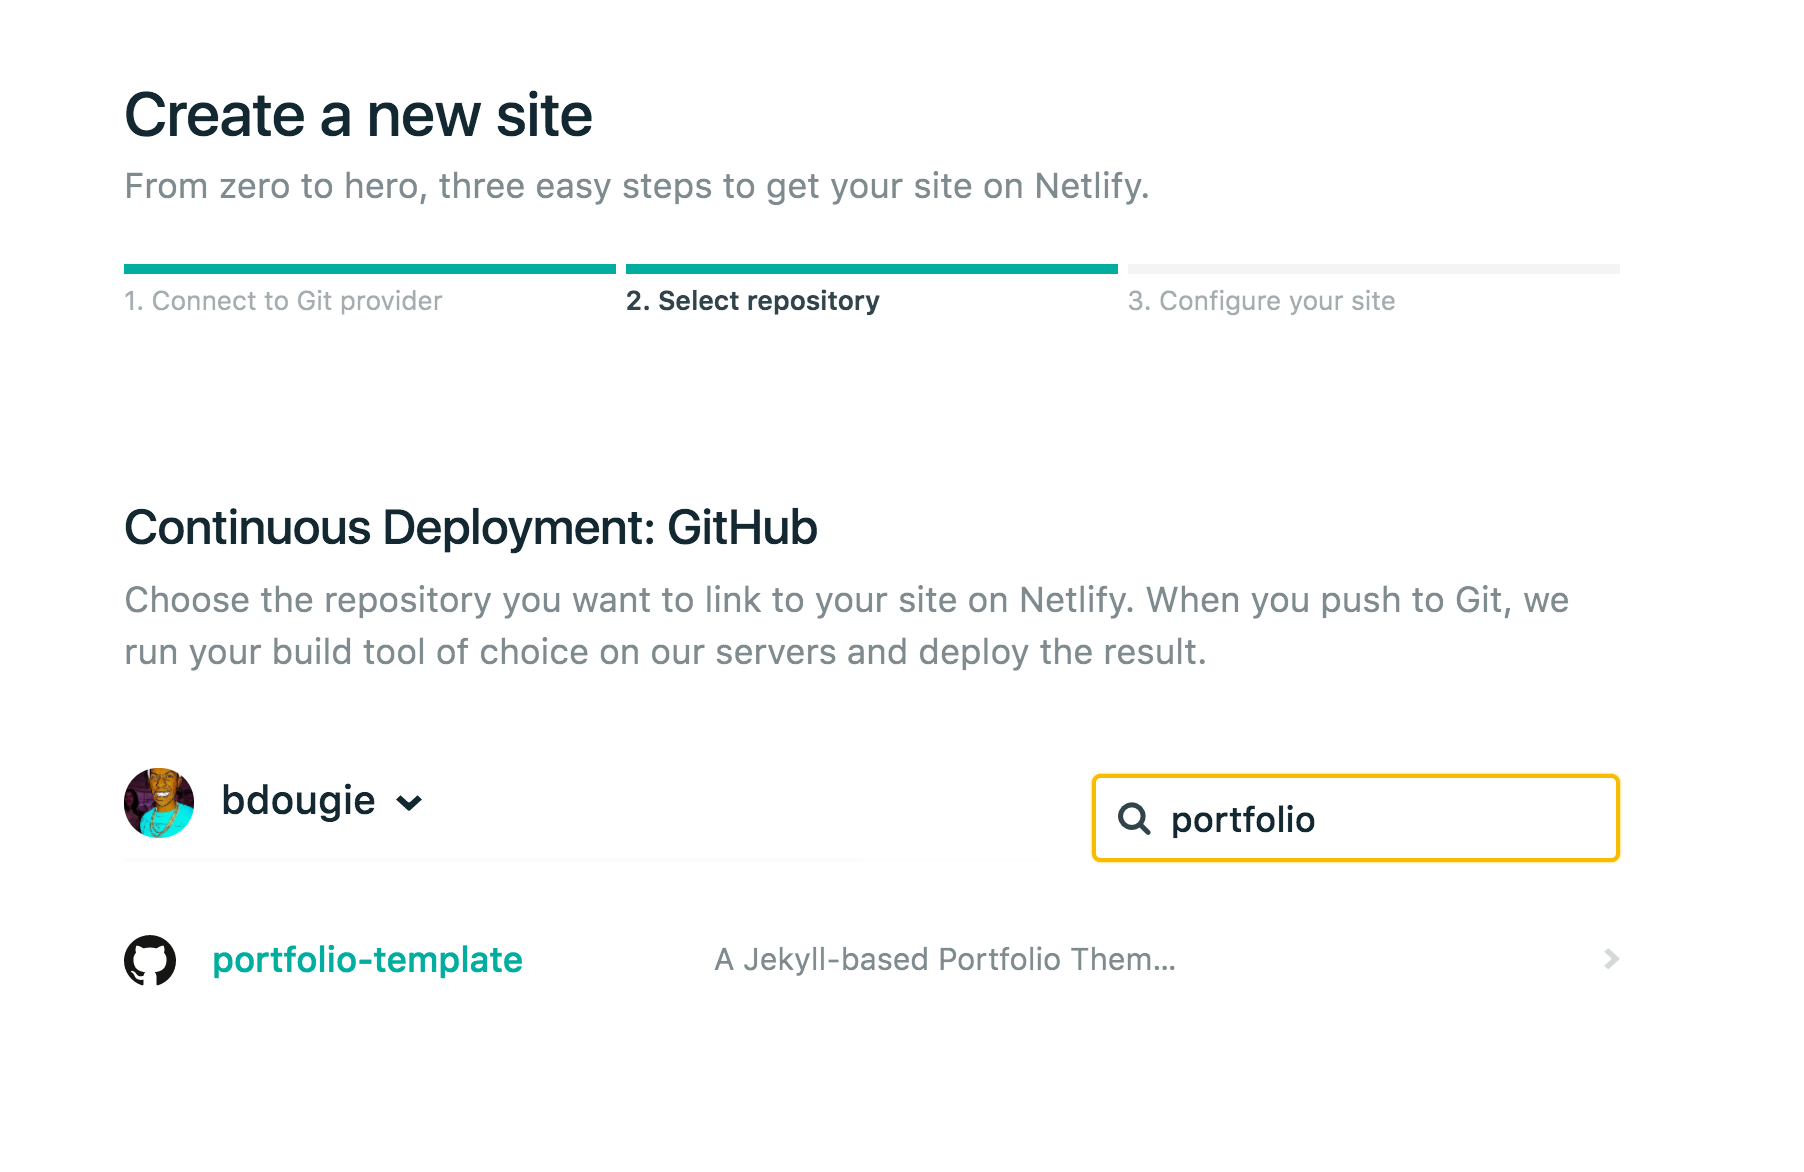 Create a new site
From zero to hero, three easy steps to get your site on Netlify.
1. Connect to Git provider
2. Select repository
3. Configure your site
Continuous Deployment: GitHub
Choose the repository you want to link to your site on Netlify. When you push to Git, we
run your build tool of choice on our servers and deploy the result.
bdougie
portfolio
portfolio-template
A Jekyll-based Portfolio Them...